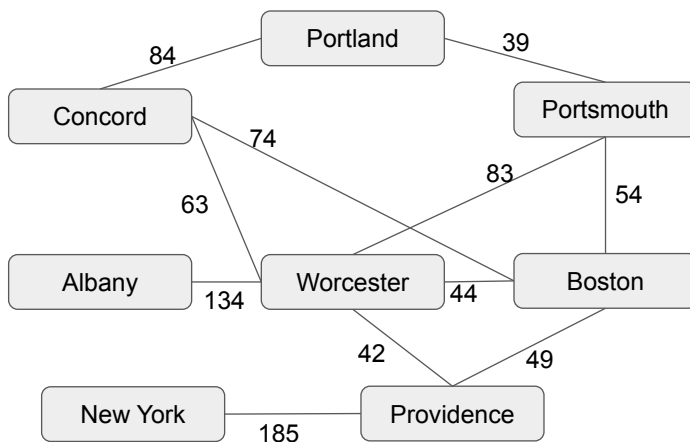 Portland
84
39
Concord
Portsmouth
74
83
63
54
Albany
Worcester
Boston
134
44
42
49
New York
Providence
185